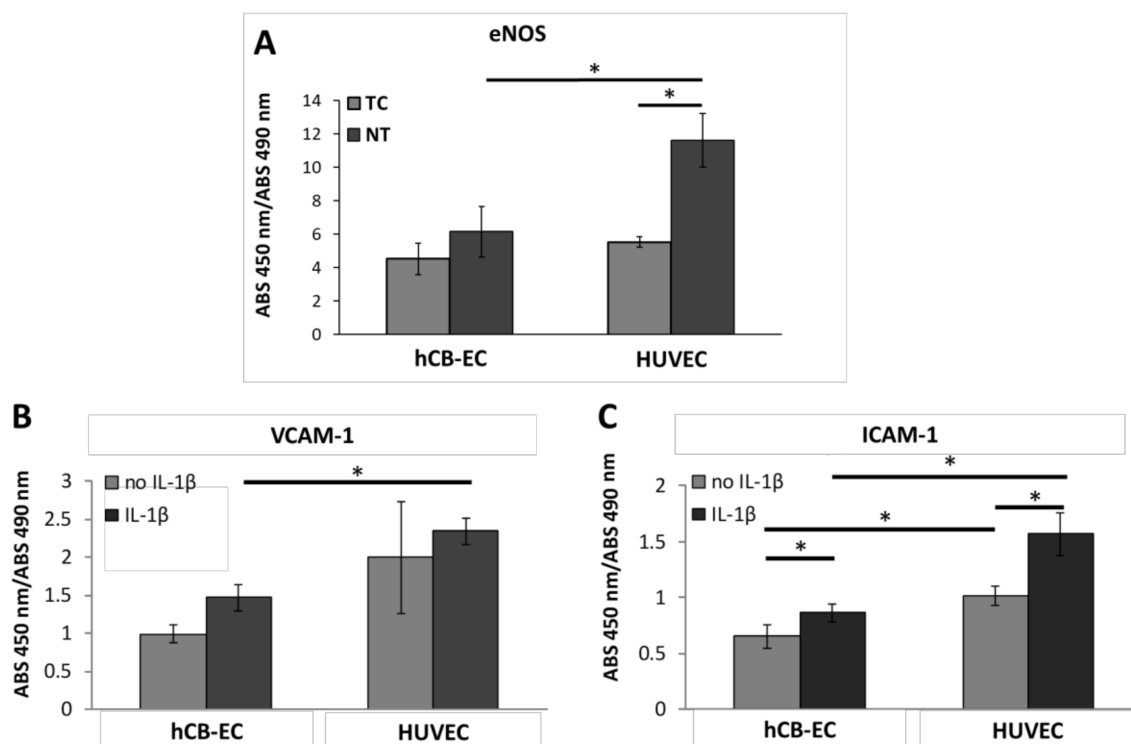 A
eNOS
*
*
TC
NT
ABS 450 nm/ABS 490 nm
14
12
10
8
6
4
2
0
hCB-EC
HUVEC
B
VCAM-1
*
no IL-1β
IL-1β
ABS 450 nm/ABS 490 nm
3
2.5
2
1.5
1
0.5
0
hCB-EC
HUVEC
C
ICAM-1
*
*
*
*
no IL-1β
IL-1β
ABS 450 nm/ABS 490 nm
2
1.5
1
0.5
0
hCB-EC
HUVEC